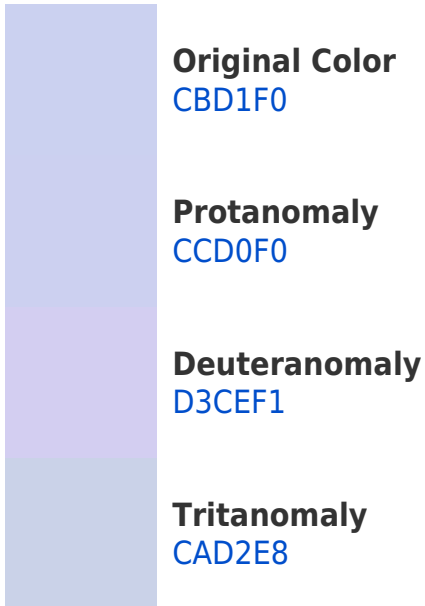 Original Color
CBD1F0
Protanomaly
CCD0F0
Deuteranomaly
D3CEF1
Tritanomaly
CAD2E8